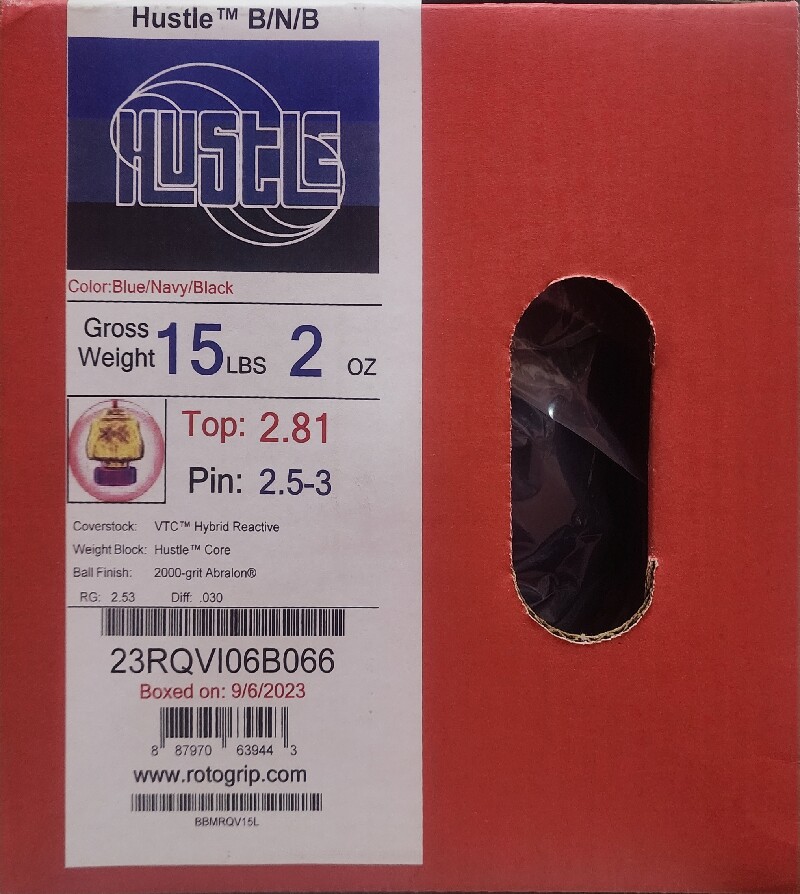 Hustle™ B/N/B
HUSTLE
Color:Blue/Navy/Black
Gross Weight 15 LBS 2 OZ
Top: 2.81
Pin: 2.5-3
Coverstock: VTC™ Hybrid Reactive
Weight Block: Hustle™ Core
Ball Finish: 2000-grit Abralon®
RG: 2.53 Diff: .030
23RQVI06B066
Boxed on: 9/6/2023
8 87970 63944 3
www.rotogrip.com
BBMRQV15L